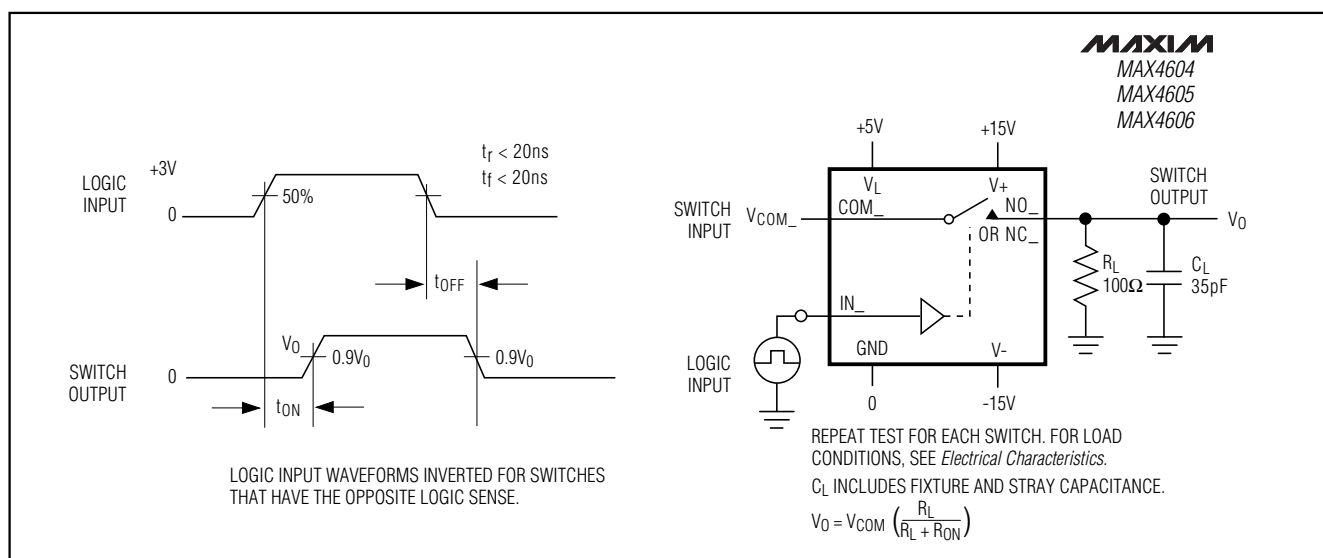 MAXIM
MAX4604
MAX4605
MAX4606
LOGIC
INPUT
+3V
0
50%
tr < 20ns
tf < 20ns
tOFF
SWITCH
OUTPUT
VO
0
0.9V0
0.9V0
tON
LOGIC INPUT WAVEFORMS INVERTED FOR SWITCHES
THAT HAVE THE OPPOSITE LOGIC SENSE.
+5V
+15V
VL
V+
SWITCH
INPUT
VCOM_
COM_
NO_
OR NC_
SWITCH
OUTPUT
VO
RL
100Ω
CL
35pF
IN_
LOGIC
INPUT
GND
V-
0
-15V
REPEAT TEST FOR EACH SWITCH. FOR LOAD
CONDITIONS, SEE Electrical Characteristics.
CL INCLUDES FIXTURE AND STRAY CAPACITANCE.
VO = VCOM (RL / RL + RON)